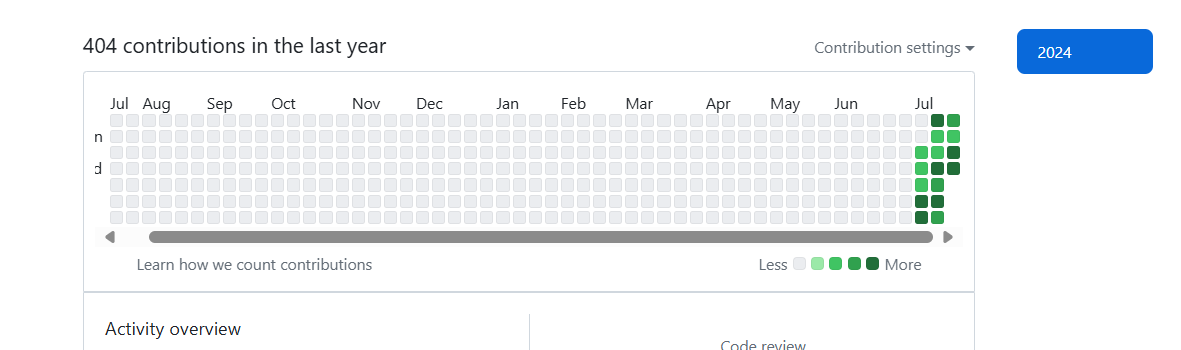 404 contributions in the last year
Contribution settings
2024
Jul Aug Sep Oct Nov Dec Jan Feb Mar Apr May Jun Jul
n
d
Learn how we count contributions
Less More
Activity overview
Code review